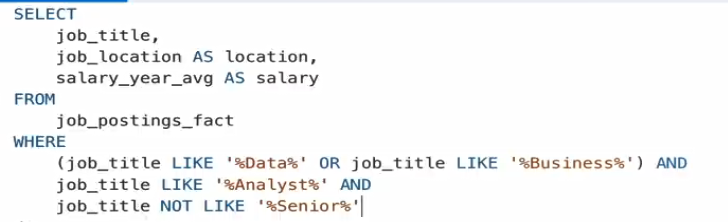 SELECT
job_title,
job_location AS location,
salary_year_avg AS salary
FROM
job_postings_fact
WHERE
(job_title LIKE '%Data%' OR job_title LIKE '%Business%') AND
job_title LIKE '%Analyst%' AND
job_title NOT LIKE '%Senior%'